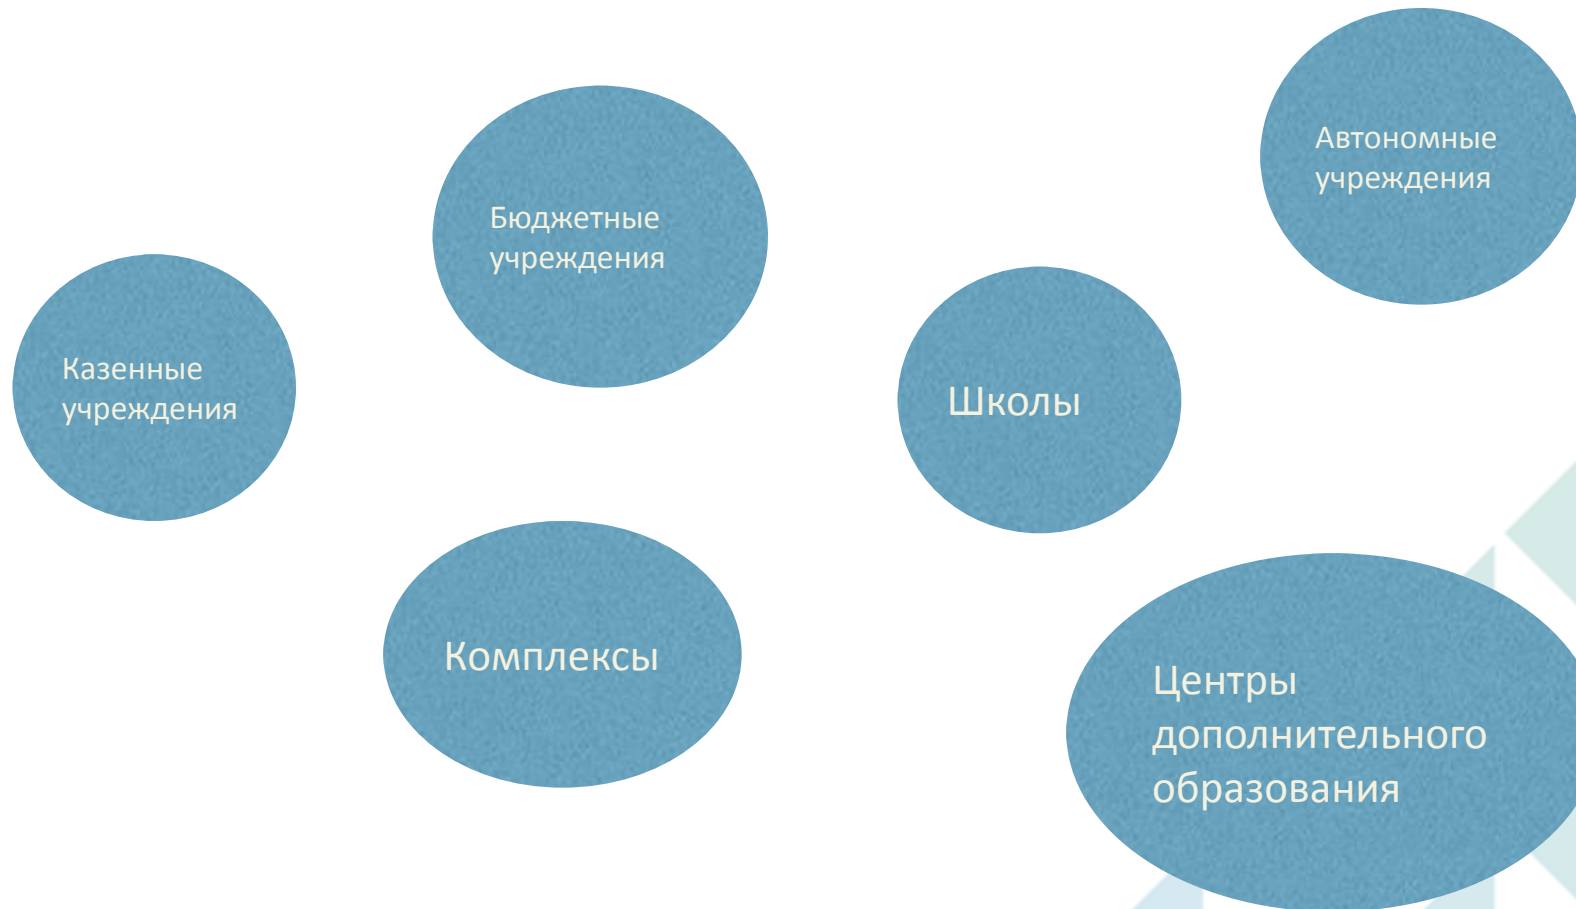 Автономные
учреждения
Бюджетные
учреждения
Казенные
учреждения
Школы
Комплексы
Центры
дополнительного
образования